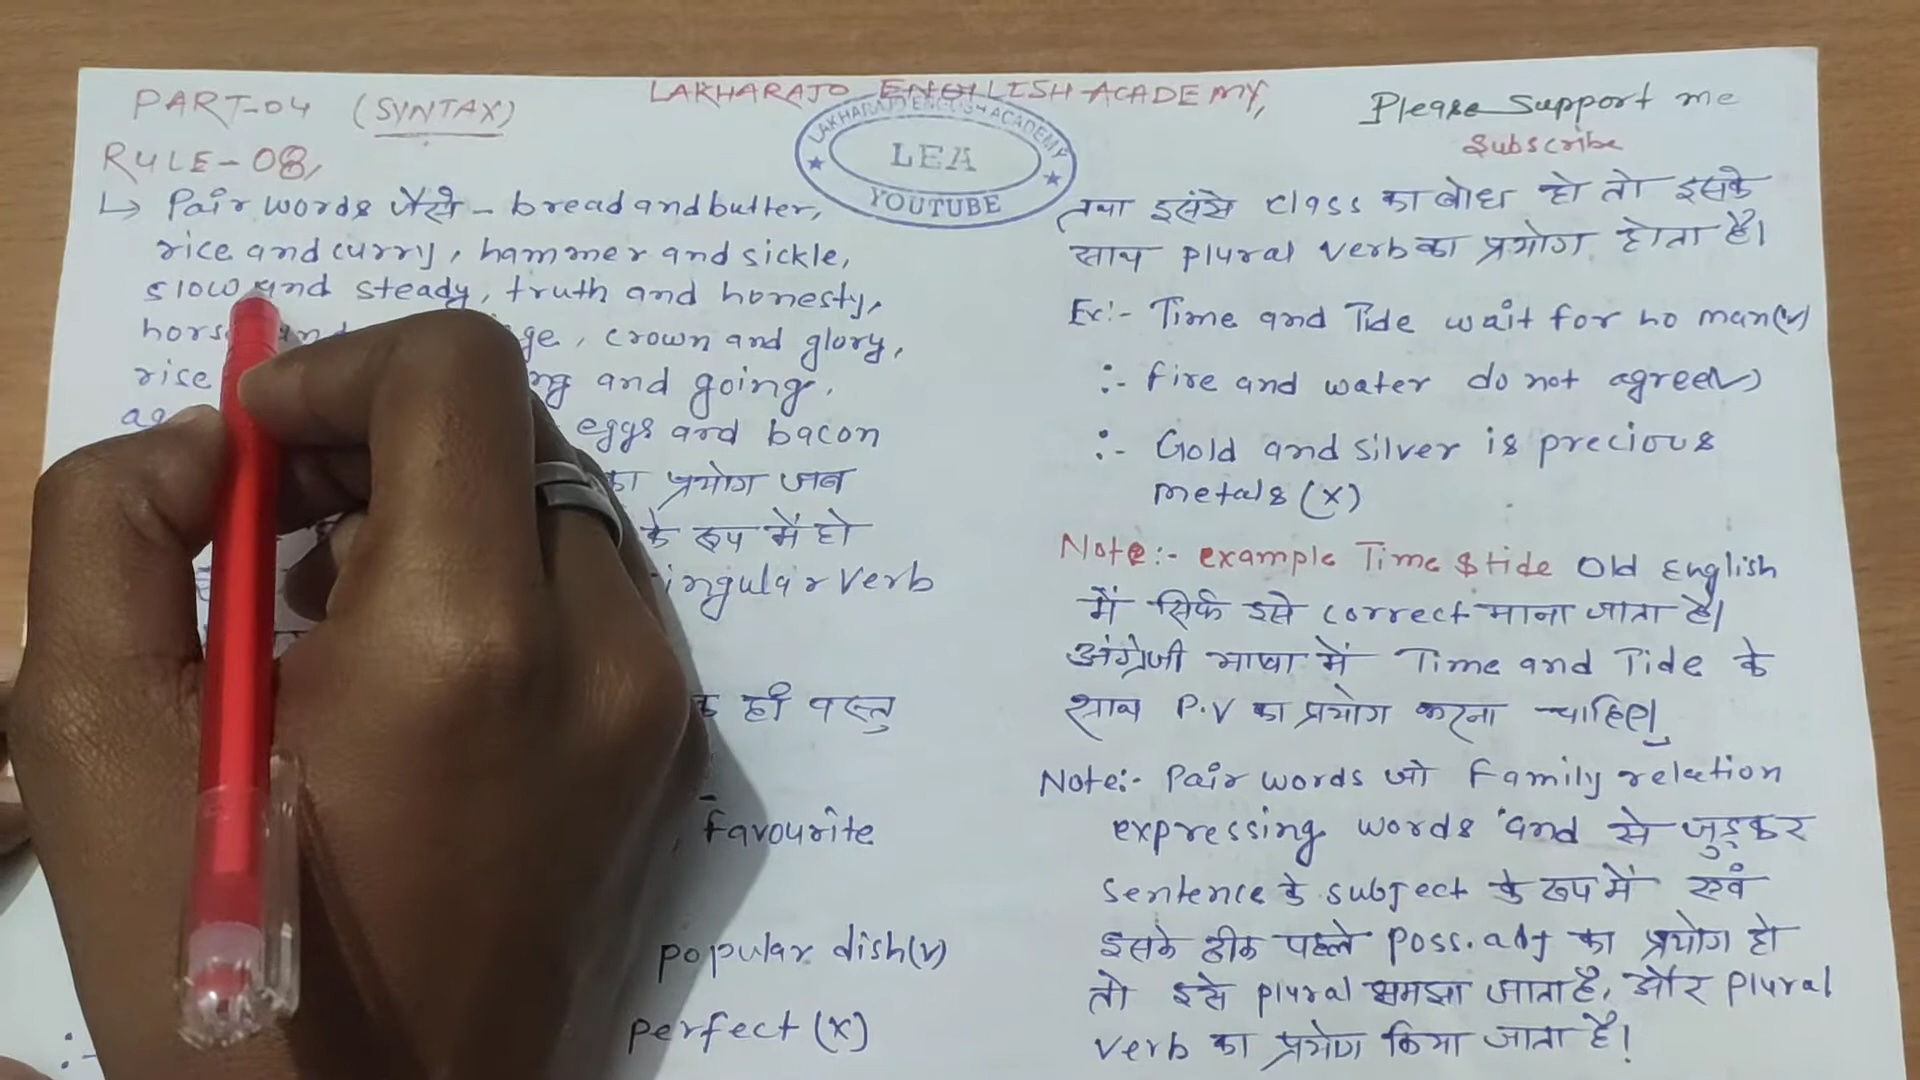 PART-04 (SYNTAX)
LAKHARAJO ENGLISH ACADEMY,
Please Support me
Subscribe
LAKHARAJO ENGLISH ACADEMY
LEA
YOUTUBE
RULE-08,
↳ Pair words जैसे - bread and butter,
rice and curry, hammer and sickle,
slow and steady, truth and honesty,
horse and ge, crown and glory,
rise and going,
eggs and bacon
का प्रयोग जब
के रूप में हो
singular verb
ही वस्तु
, favourite
popular dish(v)
perfect (x)
तथा इससे class का बोध हो तो इसके
साथ plural verb का प्रयोग होता है।
Ex:- Time and Tide wait for no man(v)
:- fire and water do not agree(v)
:- Gold and silver is precious
metals (x)
Note:- example Time & tide Old English
में सिर्फ इसे correct माना जाता है।
अंग्रेजी भाषा में Time and Tide के
साथ P.V का प्रयोग करना चाहिए।
Note:- Pair words जो Family relation
expressing words 'and से जुड़कर
sentence के subject के रूप में एवं
इसके ठीक पहले Poss. adj का प्रयोग हो
तो इसे plural समझा जाता है, और plural
verb का प्रयोग किया जाता है।